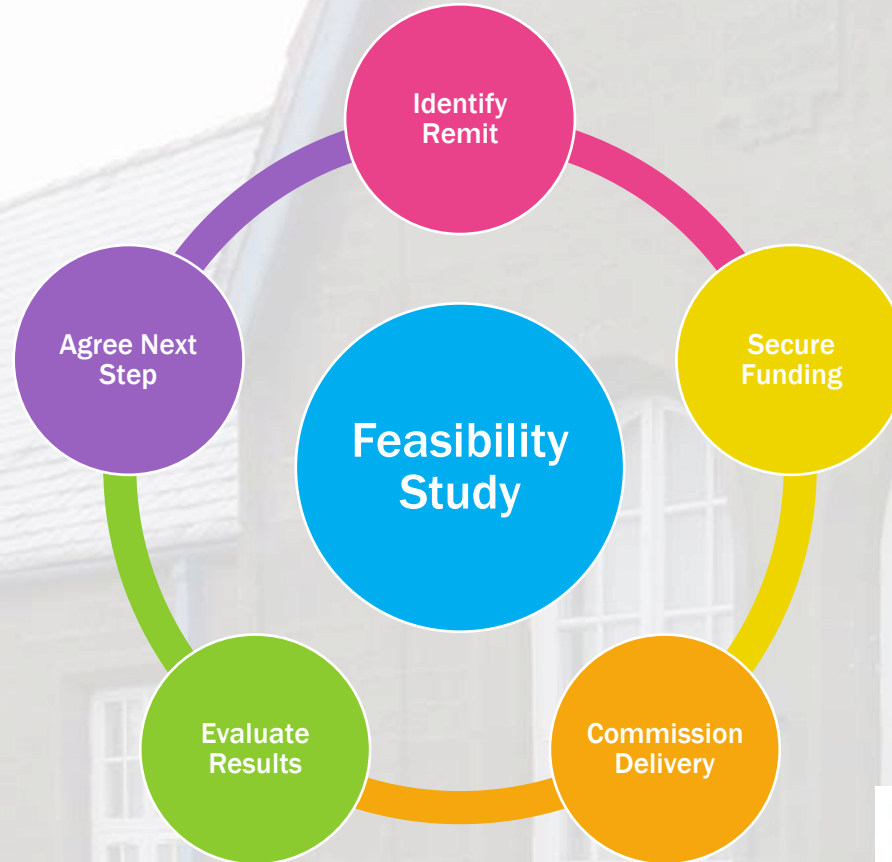 Identify
Remit
Secure
Funding
Commission
Delivery
Evaluate
Results
Agree Next
Step
Feasibility
Study